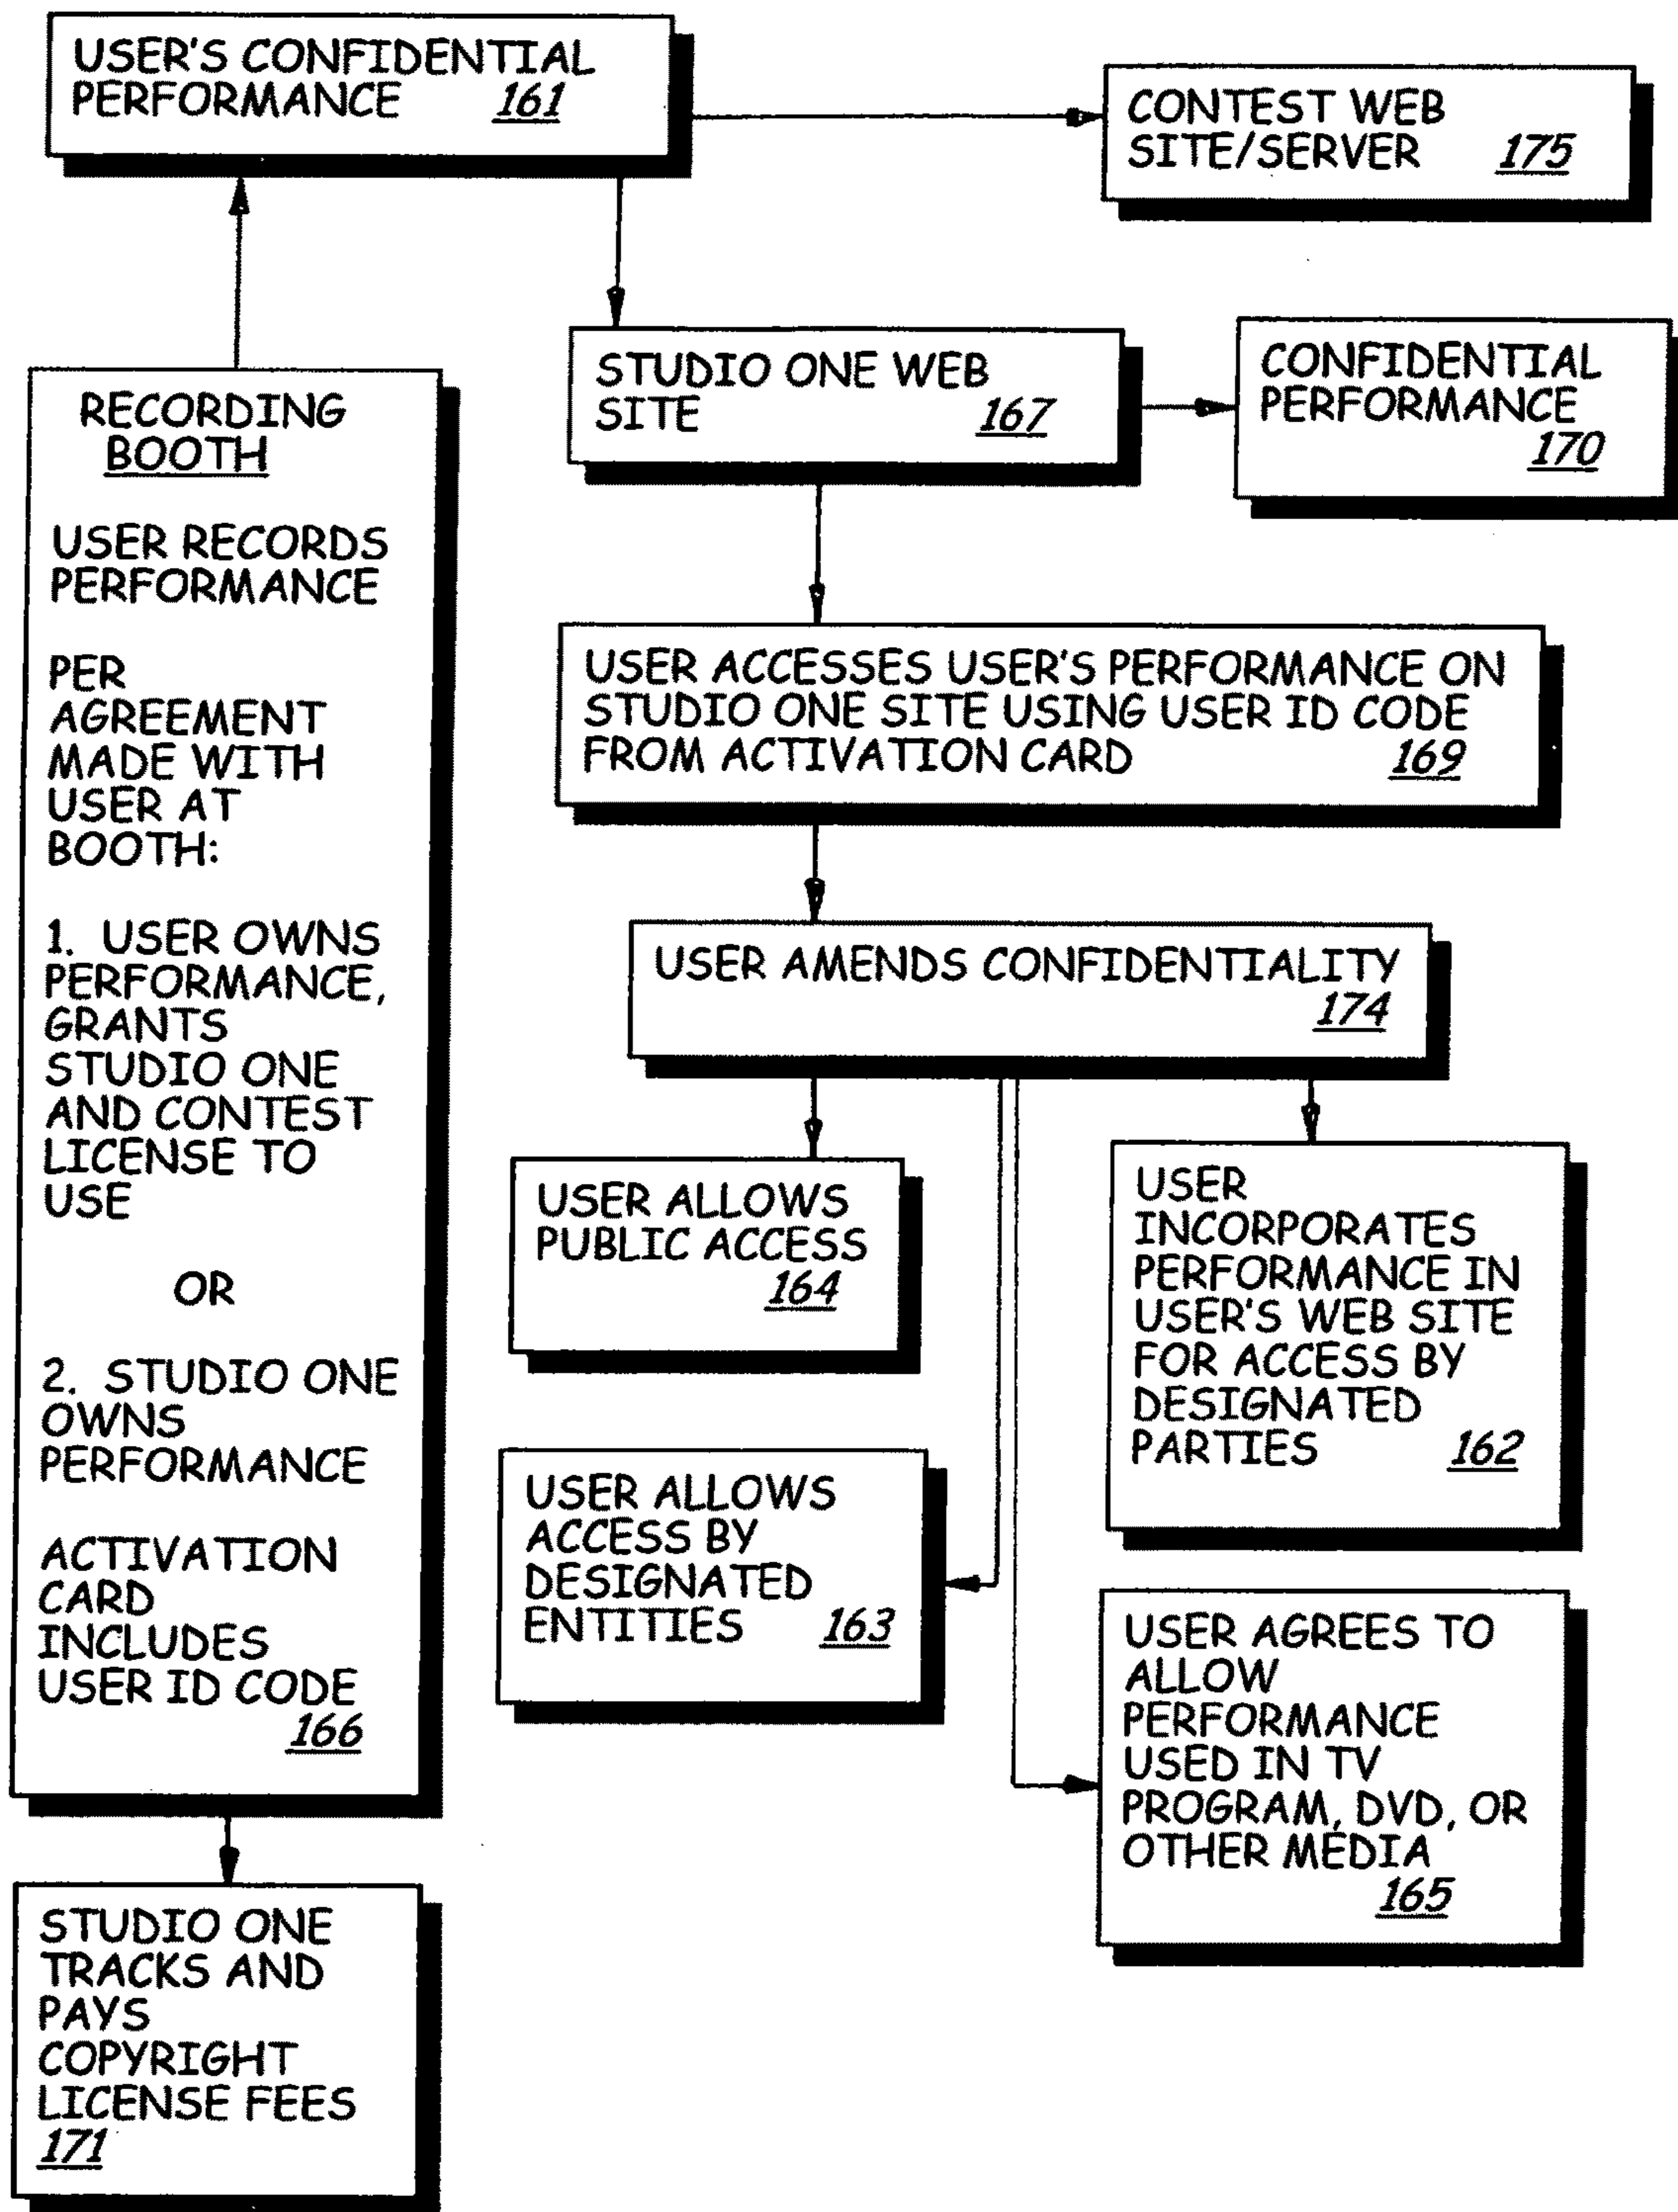 USER'S CONFIDENTIAL
PERFORMANCE 161
CONTEST WEB
SITE/SERVER 175
STUDIO ONE WEB
SITE 167
CONFIDENTIAL
PERFORMANCE
170
RECORDING
BOOTH
USER RECORDS
PERFORMANCE
PER
AGREEMENT
MADE WITH
USER AT
BOOTH:
1. USER OWNS
PERFORMANCE,
GRANTS
STUDIO ONE
AND CONTEST
LICENSE TO
USE
OR
2. STUDIO ONE
OWNS
PERFORMANCE
ACTIVATION
CARD
INCLUDES
USER ID CODE
166
USER ACCESSES USER'S PERFORMANCE ON
STUDIO ONE SITE USING USER ID CODE
FROM ACTIVATION CARD 169
USER AMENDS CONFIDENTIALITY
174
USER ALLOWS
PUBLIC ACCESS
164
USER
INCORPORATES
PERFORMANCE IN
USER'S WEB SITE
FOR ACCESS BY
DESIGNATED
PARTIES 162
USER ALLOWS
ACCESS BY
DESIGNATED
ENTITIES 163
USER AGREES TO
ALLOW
PERFORMANCE
USED IN TV
PROGRAM, DVD, OR
OTHER MEDIA
165
STUDIO ONE
TRACKS AND
PAYS
COPYRIGHT
LICENSE FEES
171